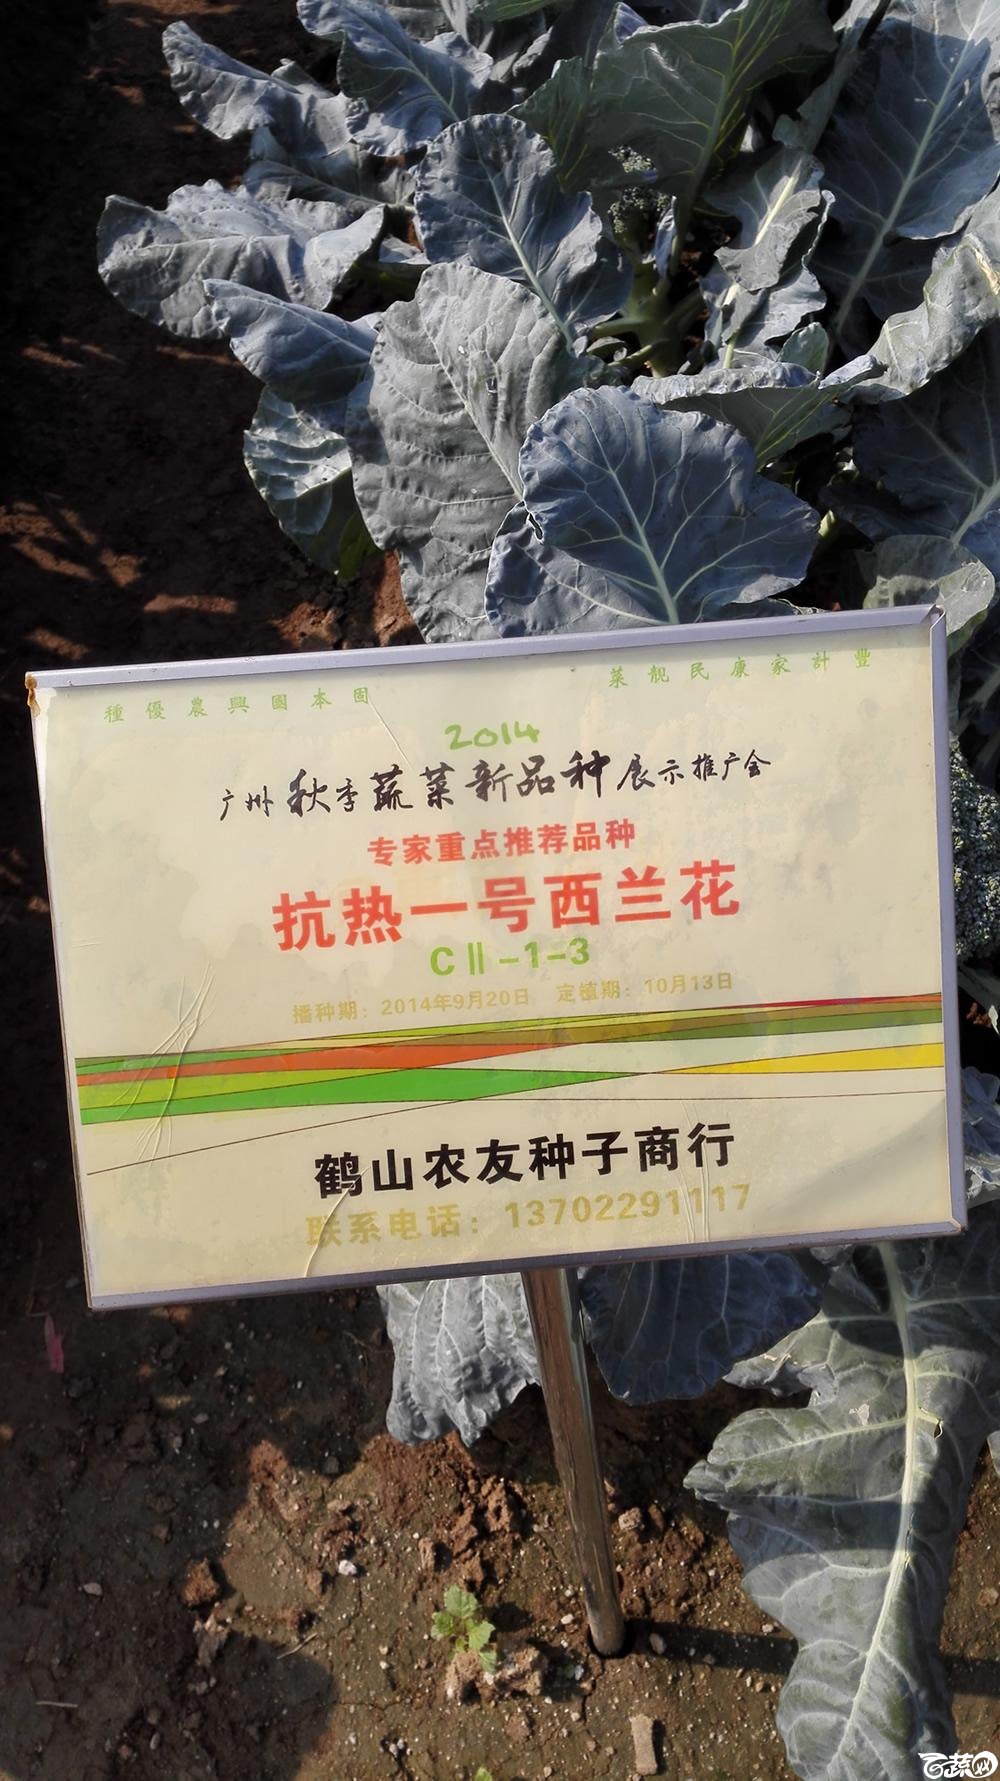 種優農興國本固
菜靓民康家計豐
2014
广州秋季蔬菜新品种展示推广会
专家重点推荐品种
抗热一号西兰花
CⅡ-1-3
播种期：2014年9月20日 定植期：10月13日
鹤山农友种子商行
联系电话：13702291117
百蔬网